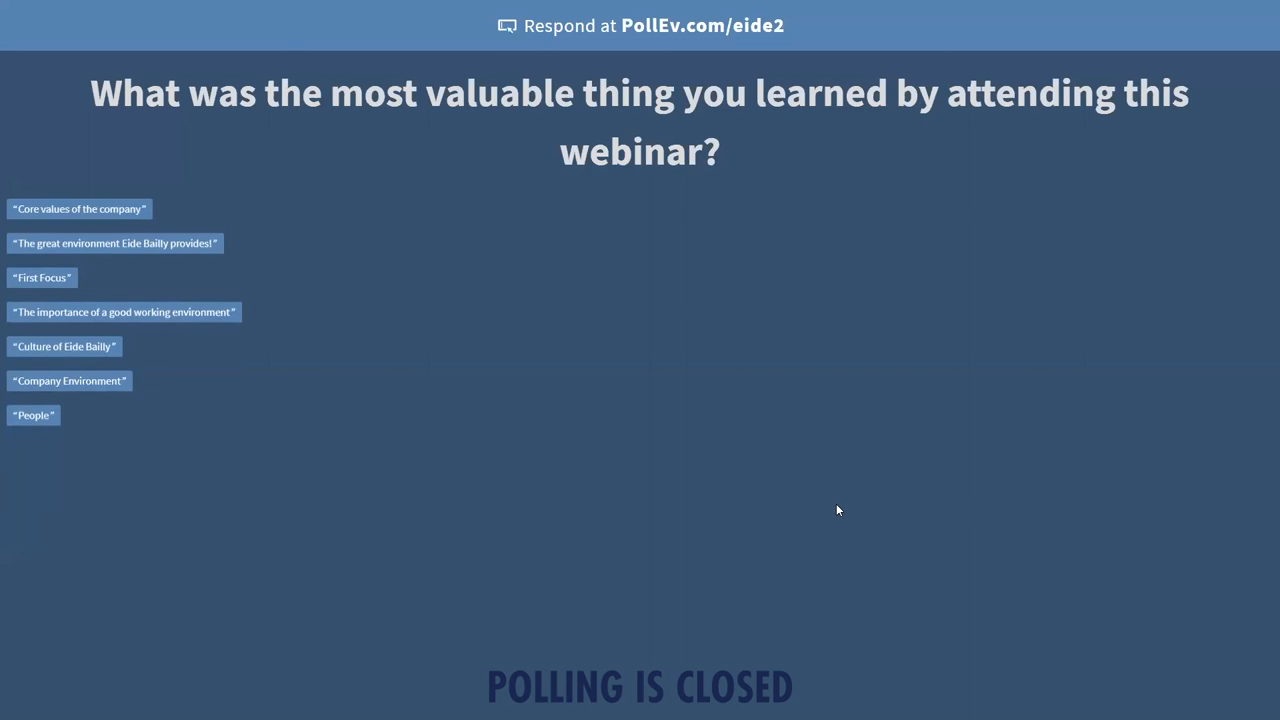 Respond at PollEv.com/eide2
What was the most valuable thing you learned by attending this
webinar?
“Core values of the company”
“The great environment Eide Bailly provides!”
“First Focus”
“The importance of a good working environment”
“Culture of Eide Bailly”
“Company Environment”
“People”
POLLING IS CLOSED